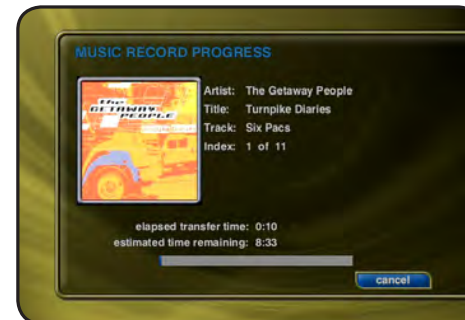 MUSIC RECORD PROGRESS
the
GETAWAY
PEOPLE
Artist: The Getaway People
Title: Turnpike Diaries
Track: Six Pacs
Index: 1 of 11
elapsed transfer time: 0:10
estimated time remaining: 8:33
cancel